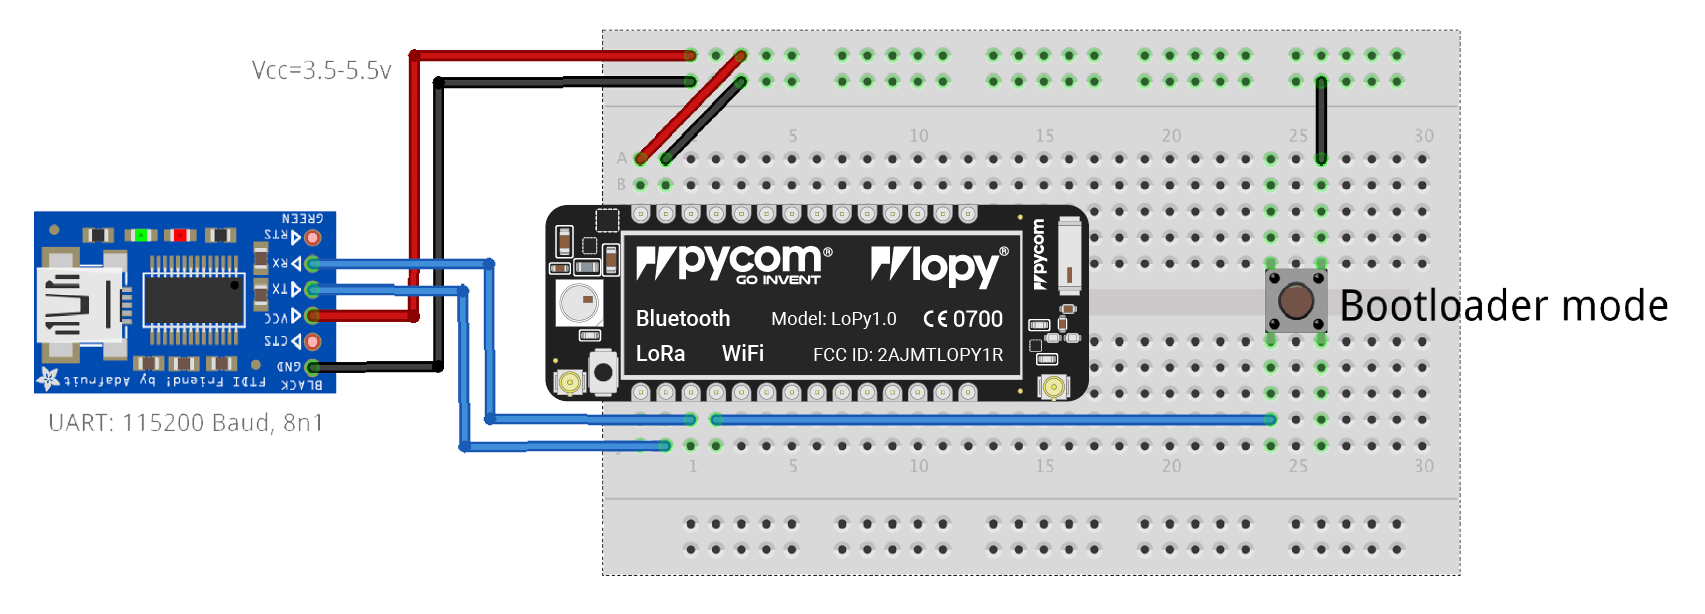 Vcc=3.5-5.5v
5 10 15 20 25 30
A
B
GREEN
RTS
RX
TX
VCC
CTS
GND
BLACK
FTDI Friend! by Adafruit
UART: 115200 Baud, 8n1
pycom®
GO INVENT
lopy®
pycom
Bluetooth
Model: LoPy1.0
CE 0700
LoRa
WiFi
FCC ID: 2AJMTLOPY1R
Bootloader mode
1 5 10 15 20 25 30